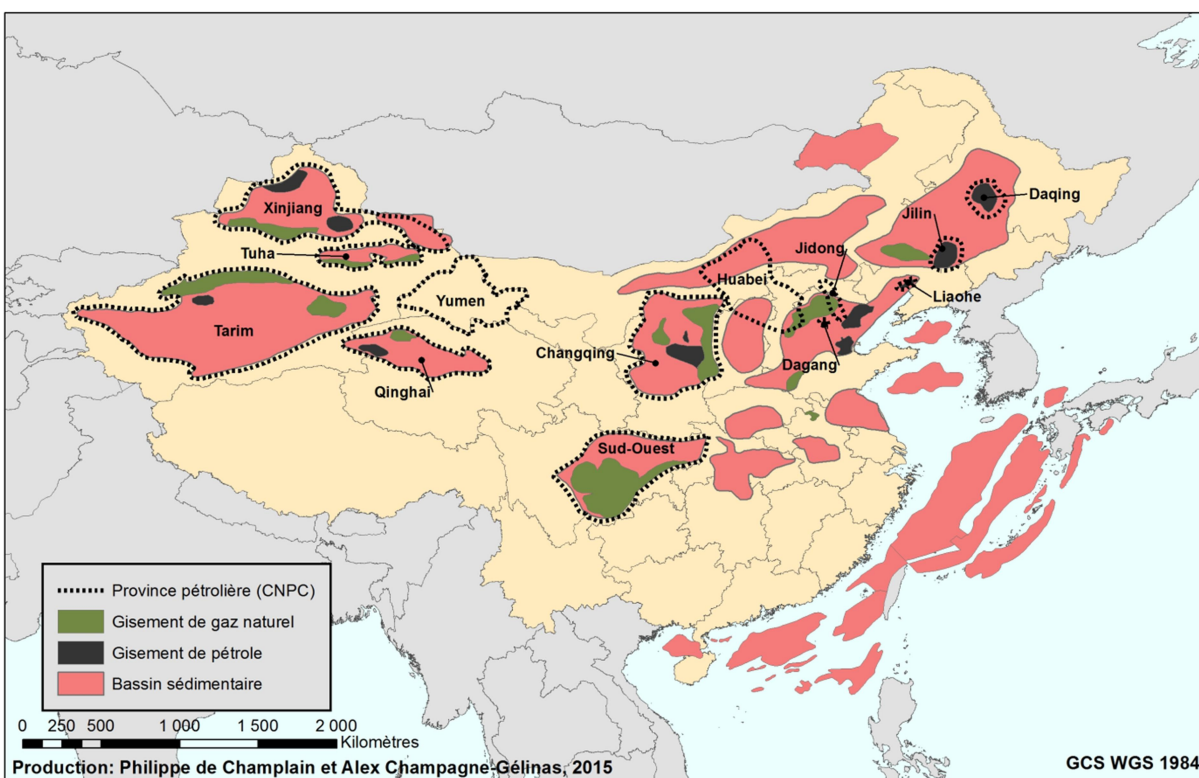 Xinjiang
Daqing
Jilin
Tuha
Jidong
Huabei
Yumen
Liaohe
Tarim
Changqing
Dagang
Qinghai
Sud-Ouest
Province pétrolière (CNPC)
Gisement de gaz naturel
Gisement de pétrole
Bassin sédimentaire
0 250 500 1 000 1 500 2 000
Kilomètres
Production: Philippe de Champlain et Alex Champagne-Gélinas, 2015
GCS WGS 1984